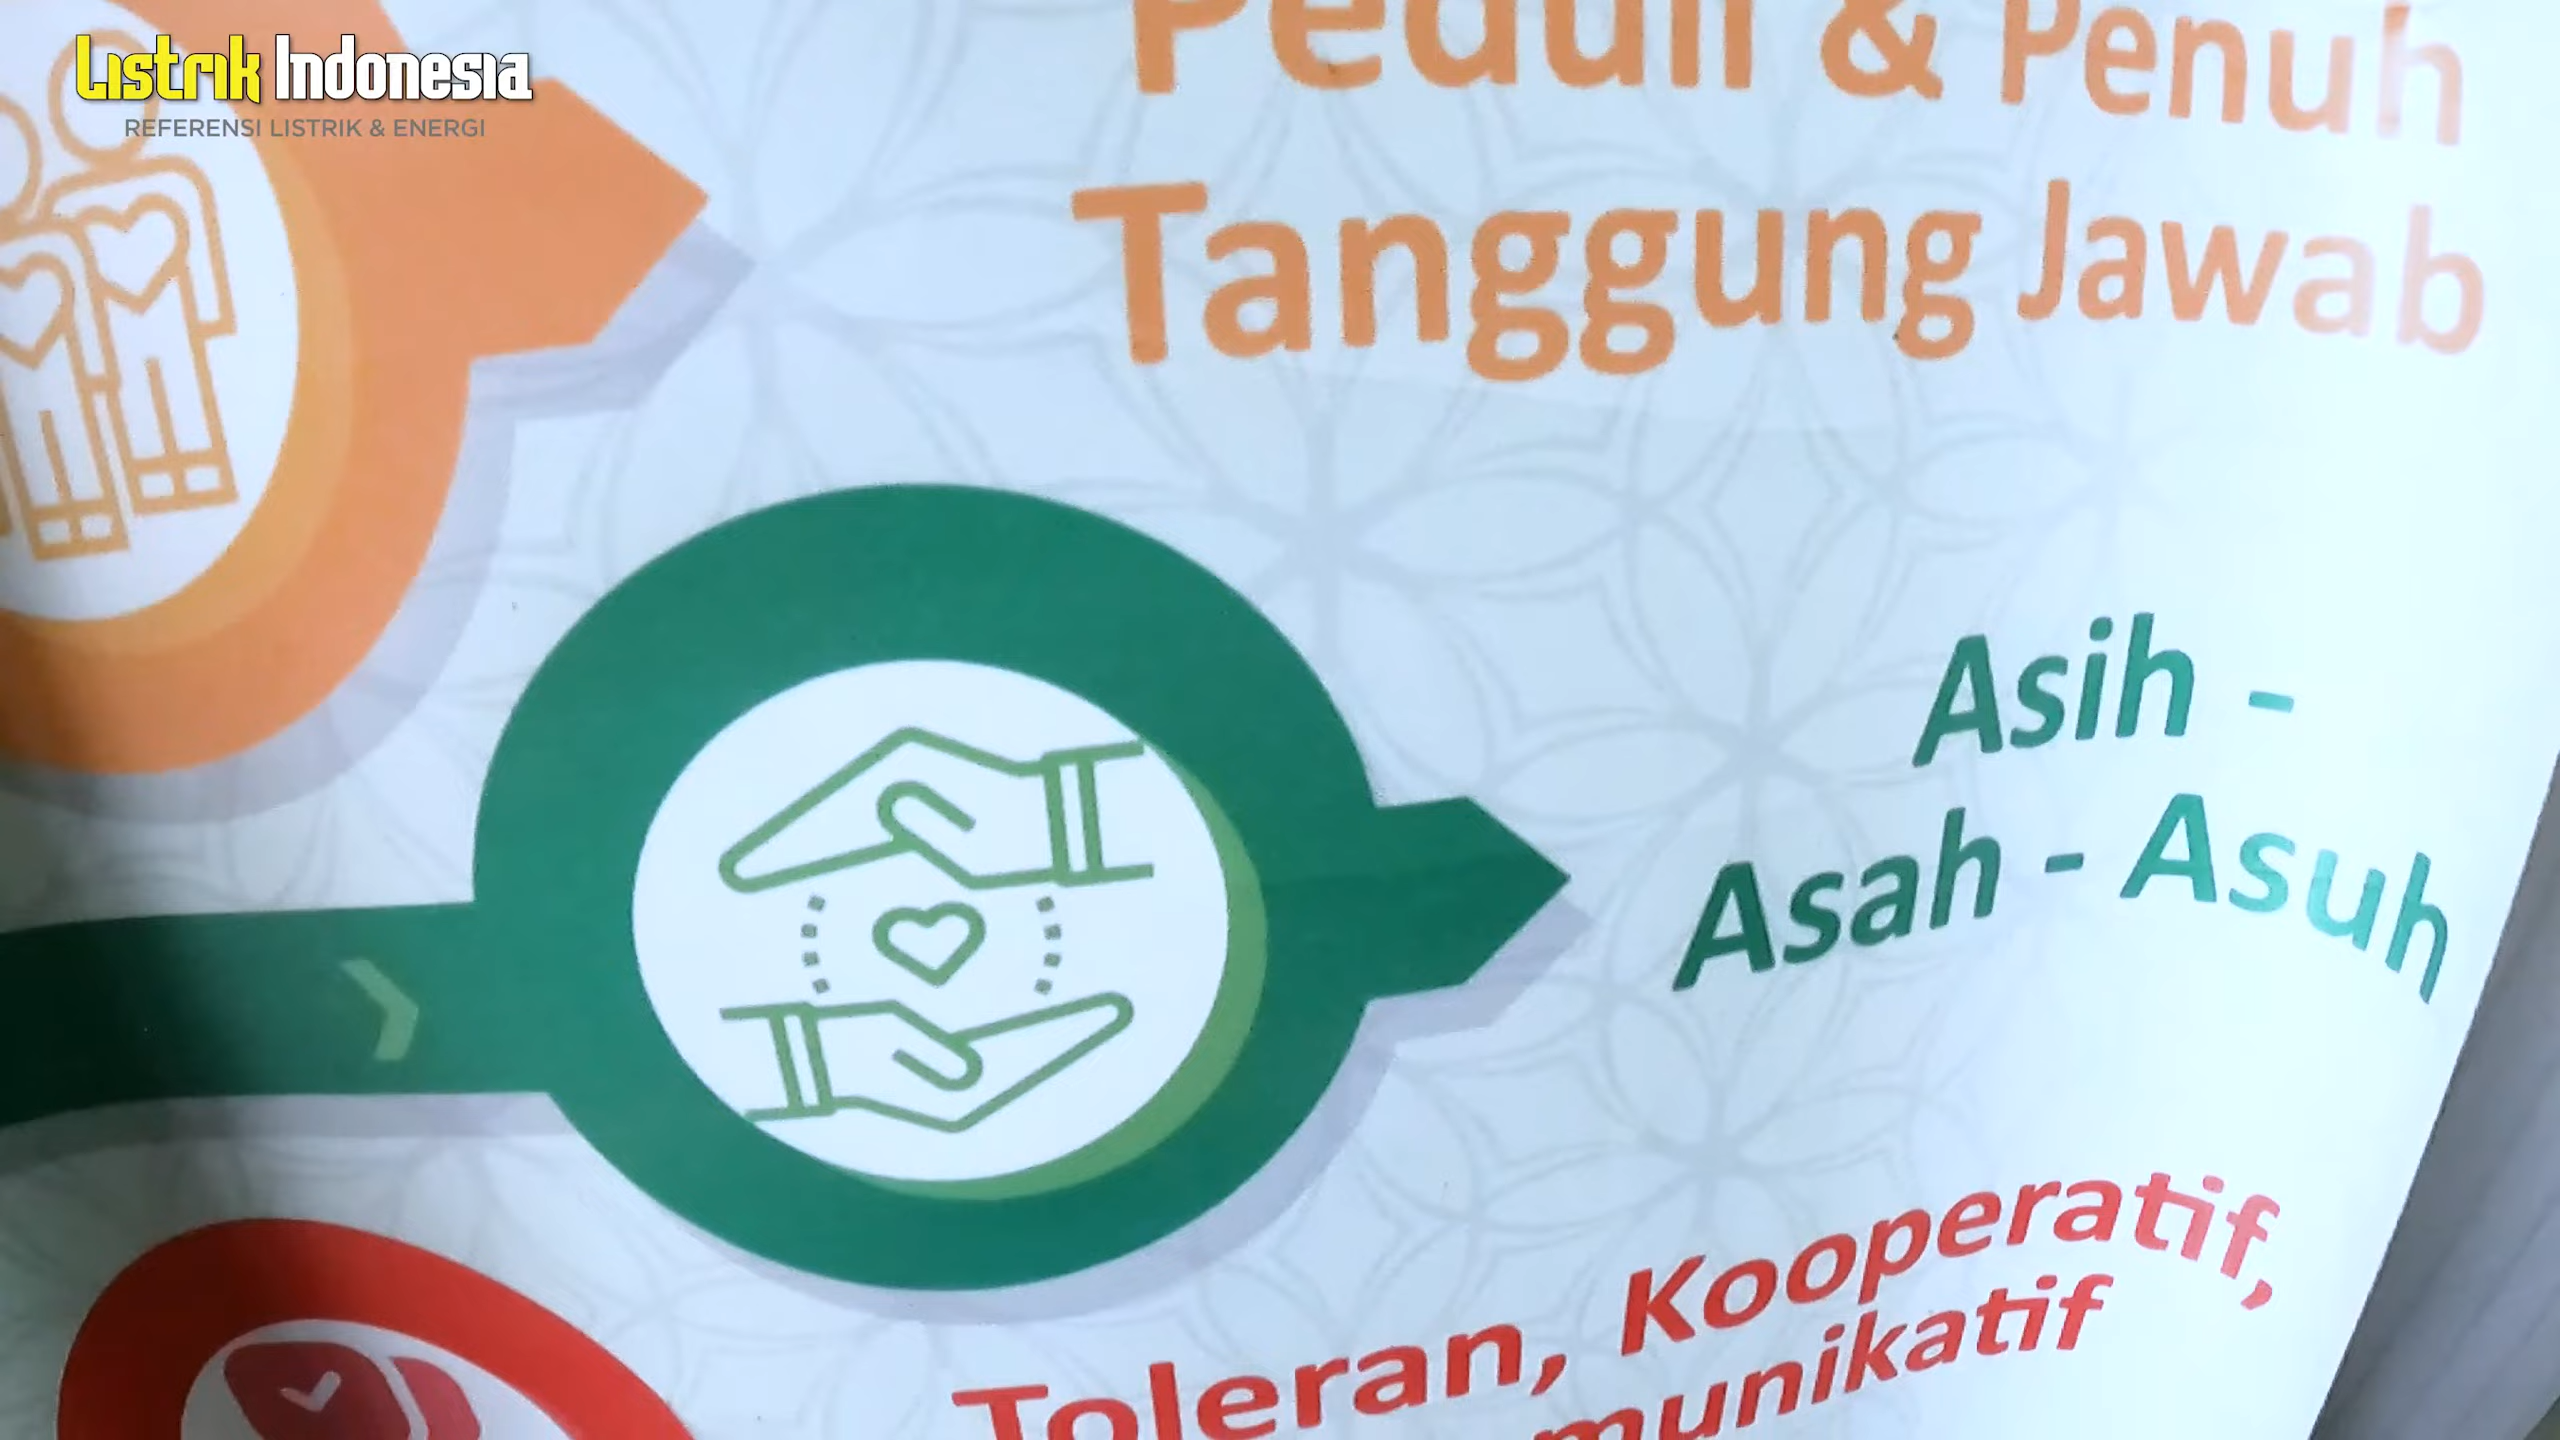 Listrik Indonesia
REFERENSI LISTRIK & ENERGI
Peduli & Penuh
Tanggung Jawab
Asih -
Asah - Asuh
Toleran, Kooperatif,
munikatif